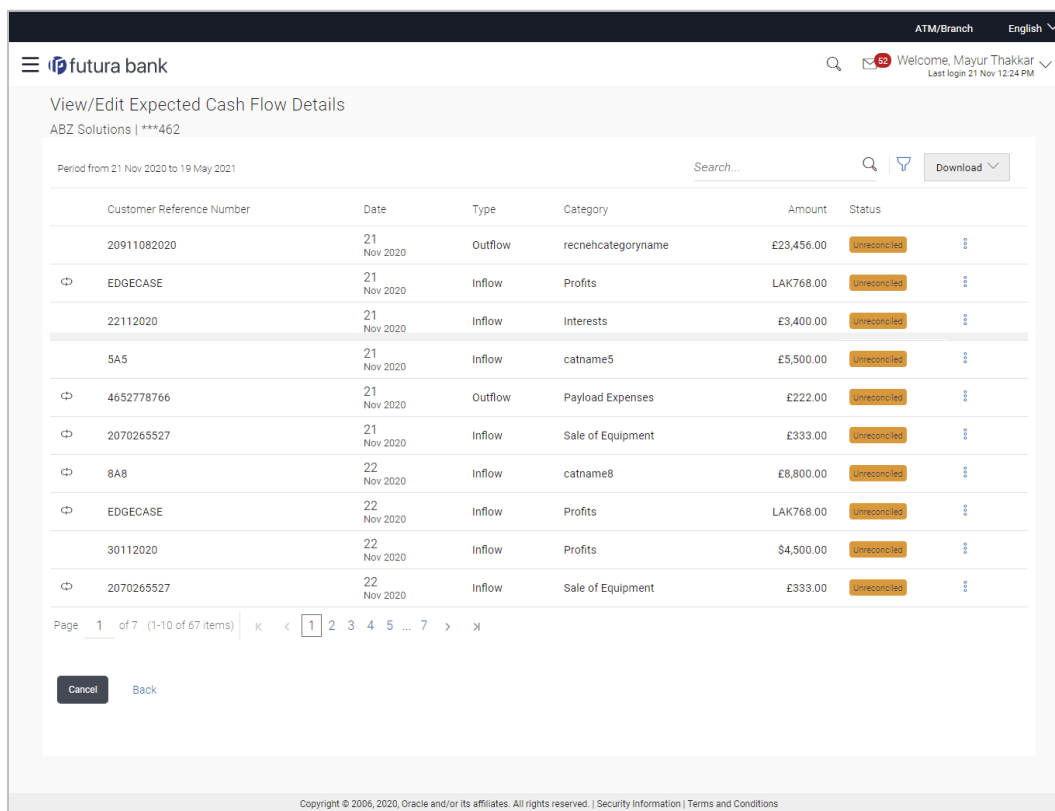 ATM/Branch English
futura bank 52 Welcome, Mayur Thakkar
Last login 21 Nov 12:24 PM
View/Edit Expected Cash Flow Details
ABZ Solutions | ***462
Period from 21 Nov 2020 to 19 May 2021 Search... Download
Customer Reference Number Date Type Category Amount Status
20911082020 21 Nov 2020 Outflow recnehcategoryname £23,456.00 Unreconciled
EDGECASE 21 Nov 2020 Inflow Profits LAK768.00 Unreconciled
22112020 21 Nov 2020 Inflow Interests £3,400.00 Unreconciled
5A5 21 Nov 2020 Inflow catname5 £5,500.00 Unreconciled
4652778766 21 Nov 2020 Outflow Payload Expenses £222.00 Unreconciled
2070265527 21 Nov 2020 Inflow Sale of Equipment £333.00 Unreconciled
8A8 22 Nov 2020 Inflow catname8 £8,800.00 Unreconciled
EDGECASE 22 Nov 2020 Inflow Profits LAK768.00 Unreconciled
30112020 22 Nov 2020 Inflow Profits $4,500.00 Unreconciled
2070265527 22 Nov 2020 Inflow Sale of Equipment £333.00 Unreconciled
Page 1 of 7 (1-10 of 67 items) 1 2 3 4 5 ... 7
Cancel Back
Copyright © 2006, 2020, Oracle and/or its affiliates. All rights reserved. | Security Information | Terms and Conditions